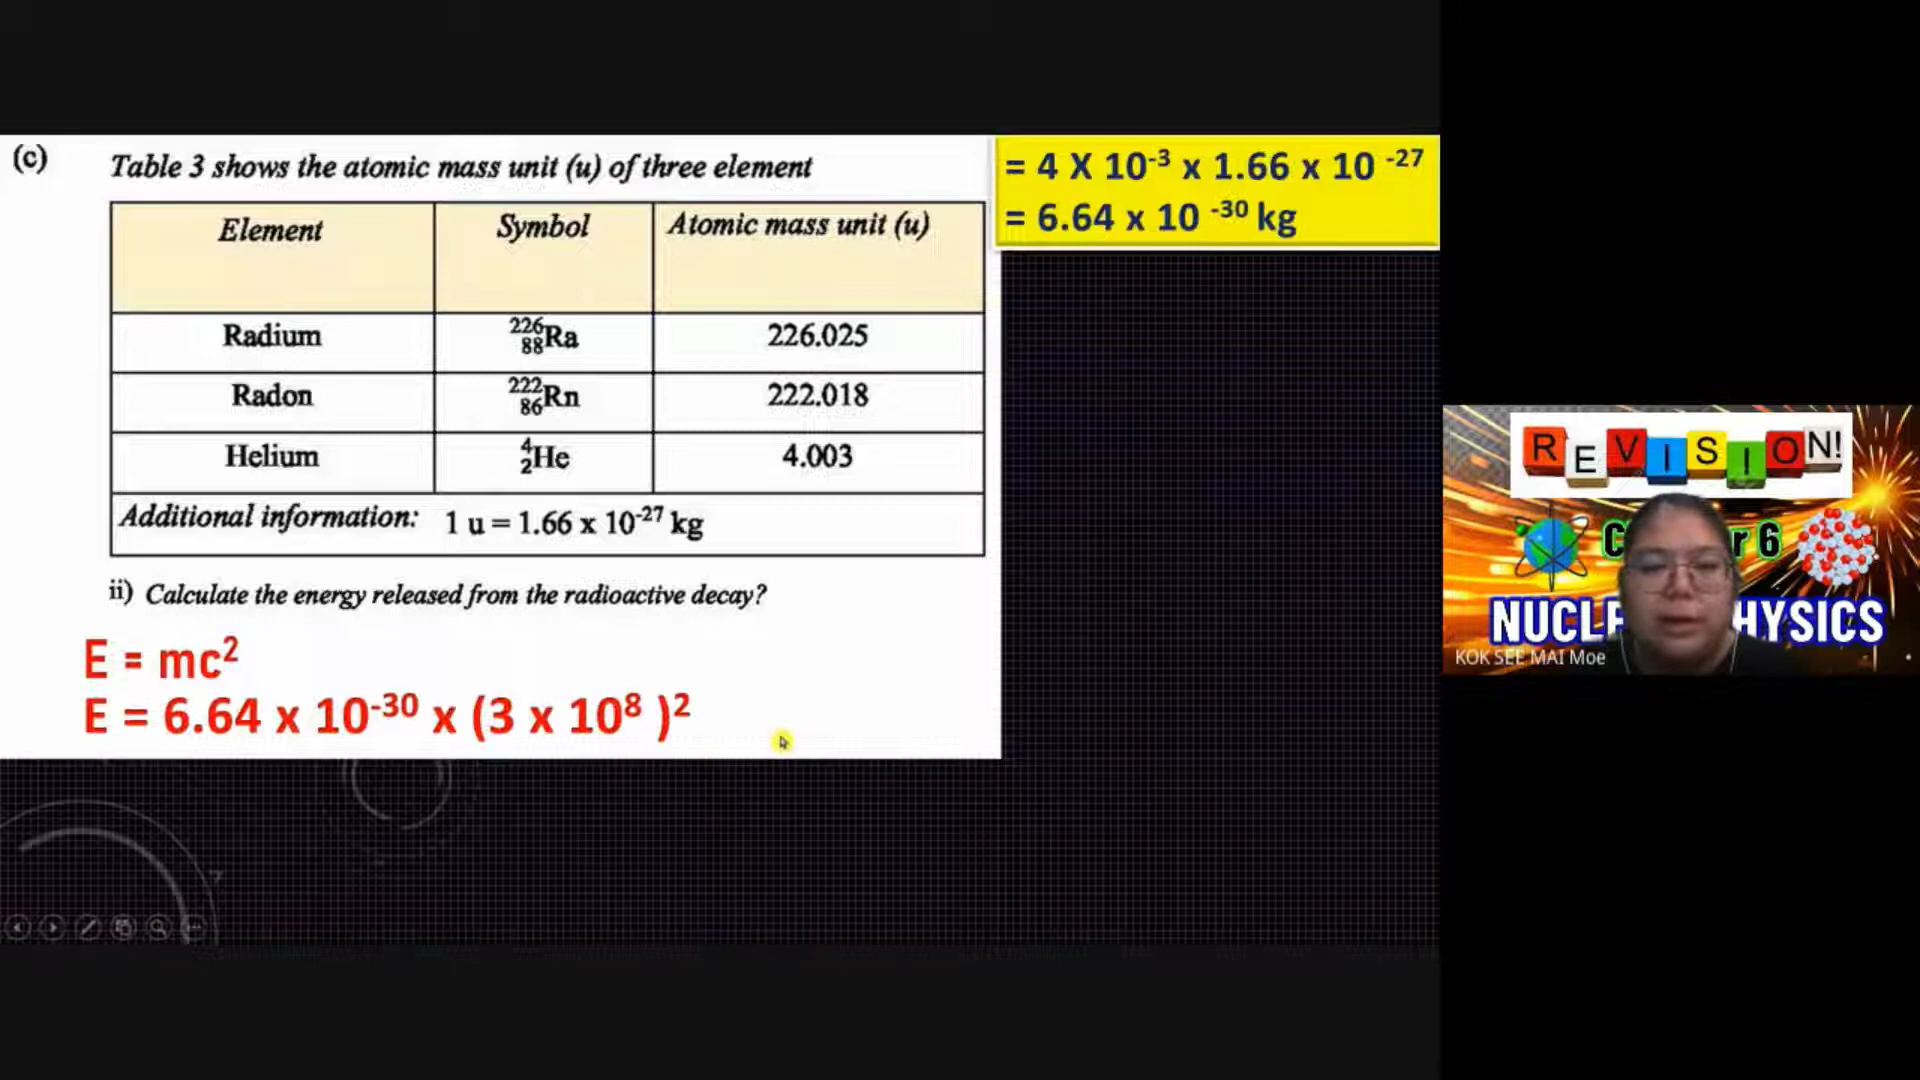 (c) Table 3 shows the atomic mass unit (u) of three element
Element Symbol Atomic mass unit (u)
Radium ²²⁶₈₈Ra 226.025
Radon ²²²₈₆Rn 222.018
Helium ⁴₂He 4.003
Additional information: 1 u = 1.66 x 10⁻²⁷ kg
ii) Calculate the energy released from the radioactive decay?
E = mc²
E = 6.64 x 10⁻³⁰ x (3 x 10⁸ )²
= 4 X 10⁻³ x 1.66 x 10 ⁻²⁷
= 6.64 x 10 ⁻³⁰ kg
REVISION!
C r 6
NUCLE HYSICS
KOK SEE MAI Moe